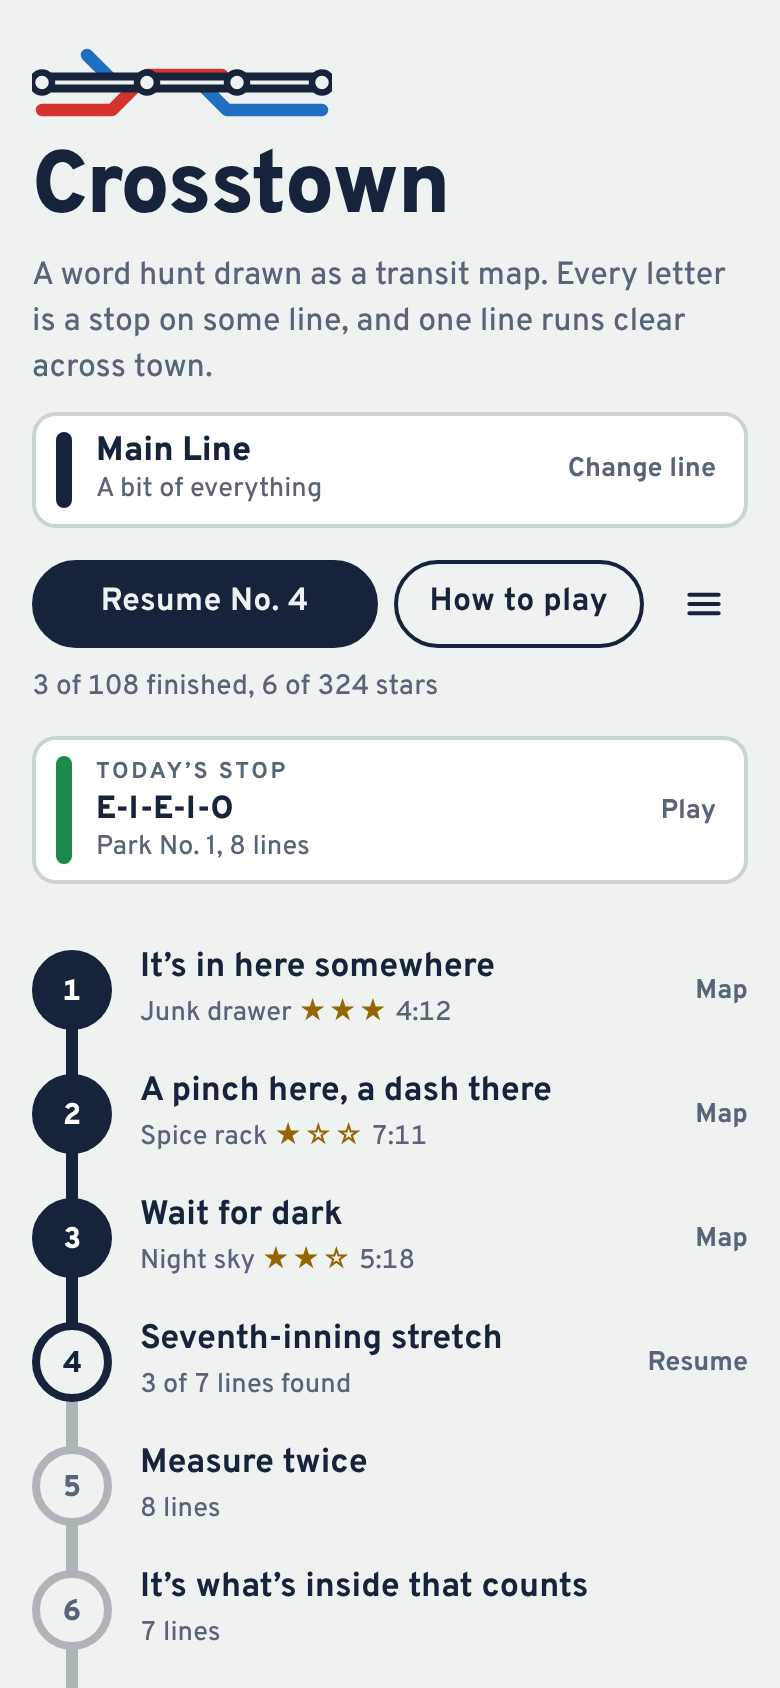 Crosstown
A word hunt drawn as a transit map. Every letter
is a stop on some line, and one line runs clear
across town.
Main Line
A bit of everything
Change line
Resume No. 4
How to play
3 of 108 finished, 6 of 324 stars
TODAY’S STOP
E-I-E-I-O
Park No. 1, 8 lines
Play
1
It’s in here somewhere
Junk drawer ★★★ 4:12
Map
2
A pinch here, a dash there
Spice rack ★☆☆ 7:11
Map
3
Wait for dark
Night sky ★★☆ 5:18
Map
4
Seventh-inning stretch
3 of 7 lines found
Resume
5
Measure twice
8 lines
6
It’s what’s inside that counts
7 lines